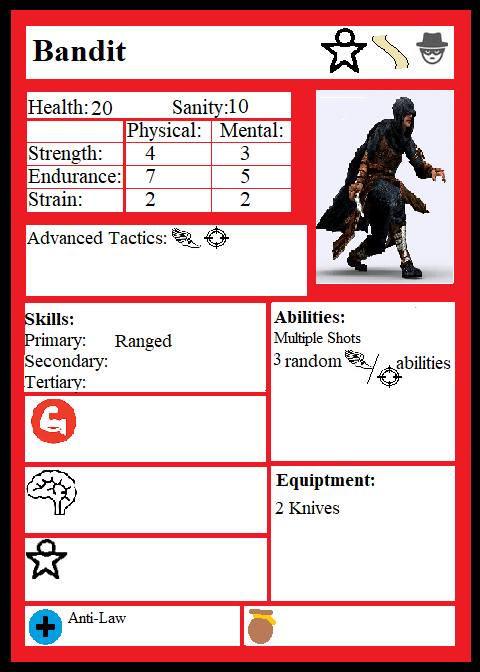 Bandit
Health: 20 Sanity: 10
Physical: Mental:
Strength: 4 3
Endurance: 7 5
Strain: 2 2
Advanced Tactics:
Skills:
Primary: Ranged
Secondary:
Tertiary:
Abilities:
Multiple Shots
3 random / abilities
Equiptment:
2 Knives
Anti-Law